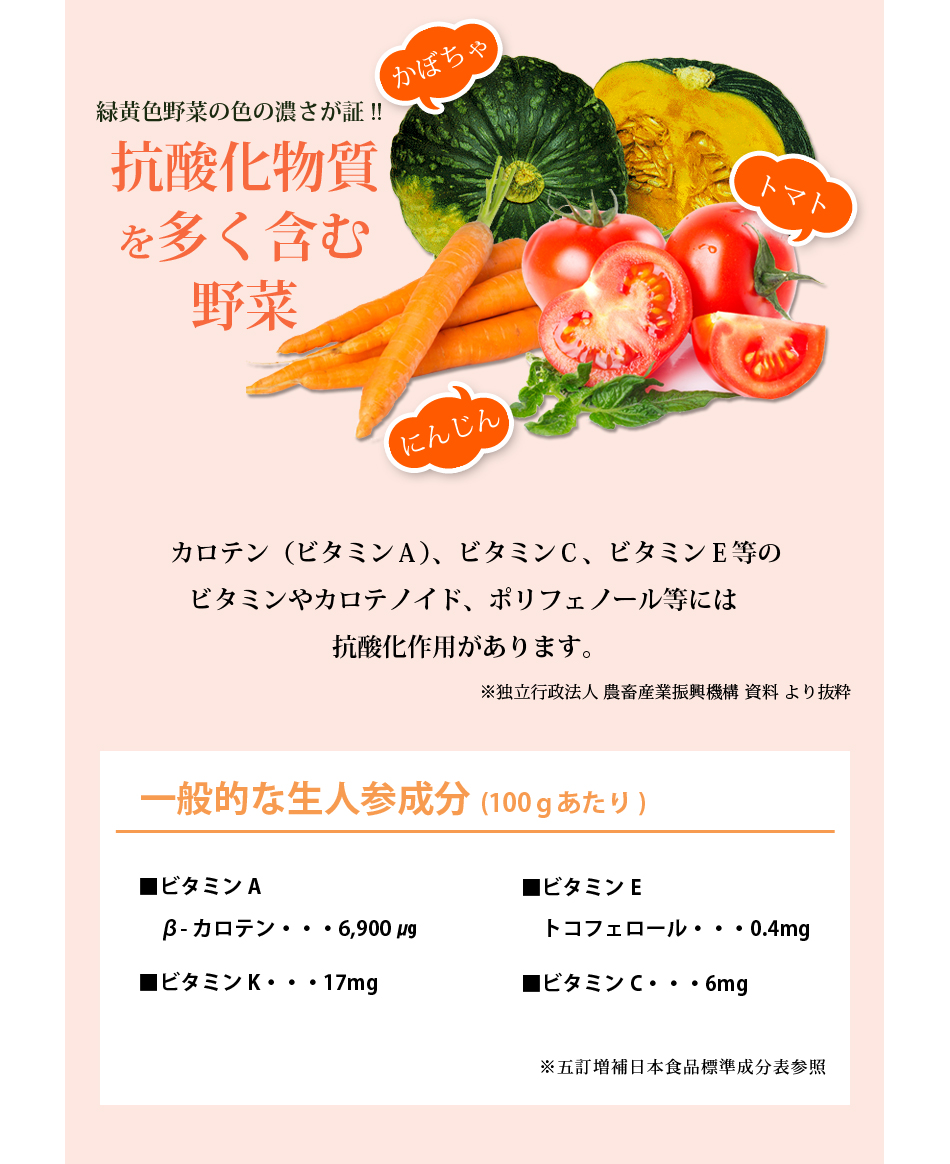 かぼちゃ
緑黄色野菜の色の濃さが証!!
抗酸化物質
を多く含む
野菜
トマト
にんじん
カロテン（ビタミンA）、ビタミンC、ビタミンE等の
ビタミンやカロテノイド、ポリフェノール等には
抗酸化作用があります。
※独立行政法人 農畜産業振興機構 資料 より抜粋
一般的な生人参成分 (100ｇあたり)
■ビタミンA
β-カロテン・・・6,900㎍
■ビタミンK・・・17mg
■ビタミンE
トコフェロール・・・0.4mg
■ビタミンC・・・6mg
※五訂増補日本食品標準成分表参照